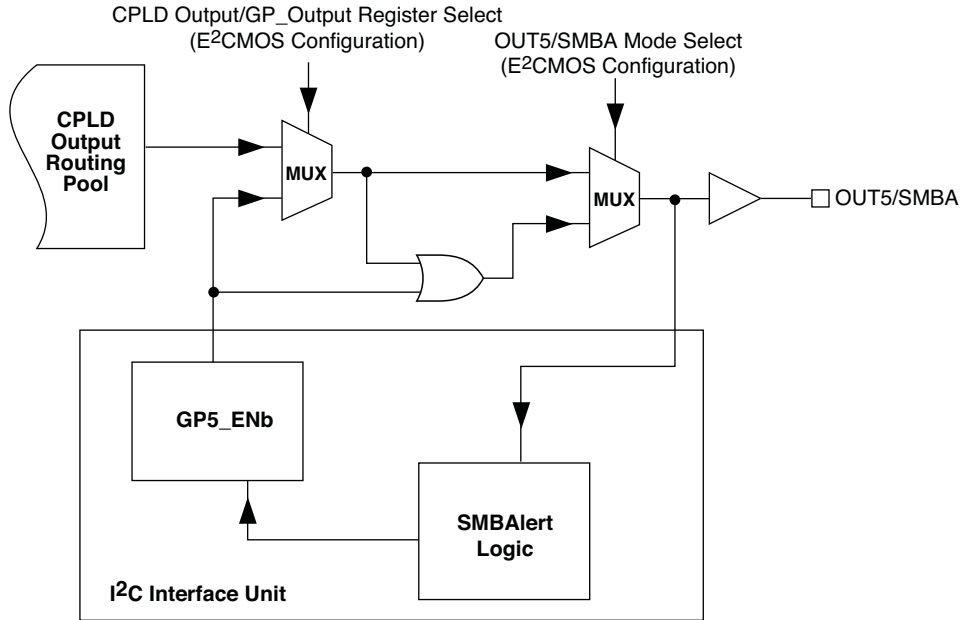 CPLD Output/GP_Output Register Select
(E2CMOS Configuration)
OUT5/SMBA Mode Select
(E2CMOS Configuration)
CPLD
Output
Routing
Pool
MUX
MUX
OUT5/SMBA
GP5_ENb
SMBAlert
Logic
I2C Interface Unit